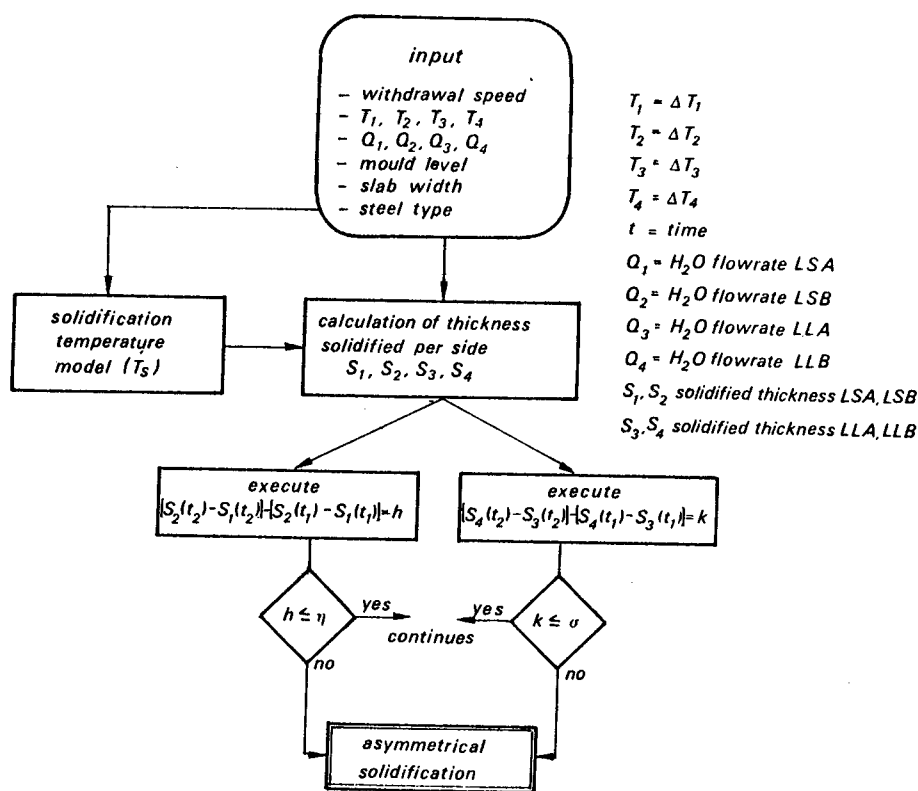 input
– withdrawal speed
– T₁, T₂, T₃, T₄
– Q₁, Q₂, Q₃, Q₄
– mould level
– slab width
– steel type
T₁ = ΔT₁
T₂ = ΔT₂
T₃ = ΔT₃
T₄ = ΔT₄
t = time
Q₁ = H₂O flowrate LSA
Q₂ = H₂O flowrate LSB
Q₃ = H₂O flowrate LLA
Q₄ = H₂O flowrate LLB
S₁, S₂ solidified thickness LSA, LSB
S₃, S₄ solidified thickness LLA, LLB
solidification
temperature
model (Tₛ)
calculation of thickness
solidified per side
S₁, S₂, S₃, S₄
execute
|S₂(t₂)–S₁(t₂)|–|S₂(t₁) – S₁(t₁)| = h
execute
|S₄(t₂)–S₃(t₂)|–|S₄(t₁) – S₃(t₁)| = k
h ≤ η
yes
yes
k ≤ σ
continues
no
no
asymmetrical
solidification